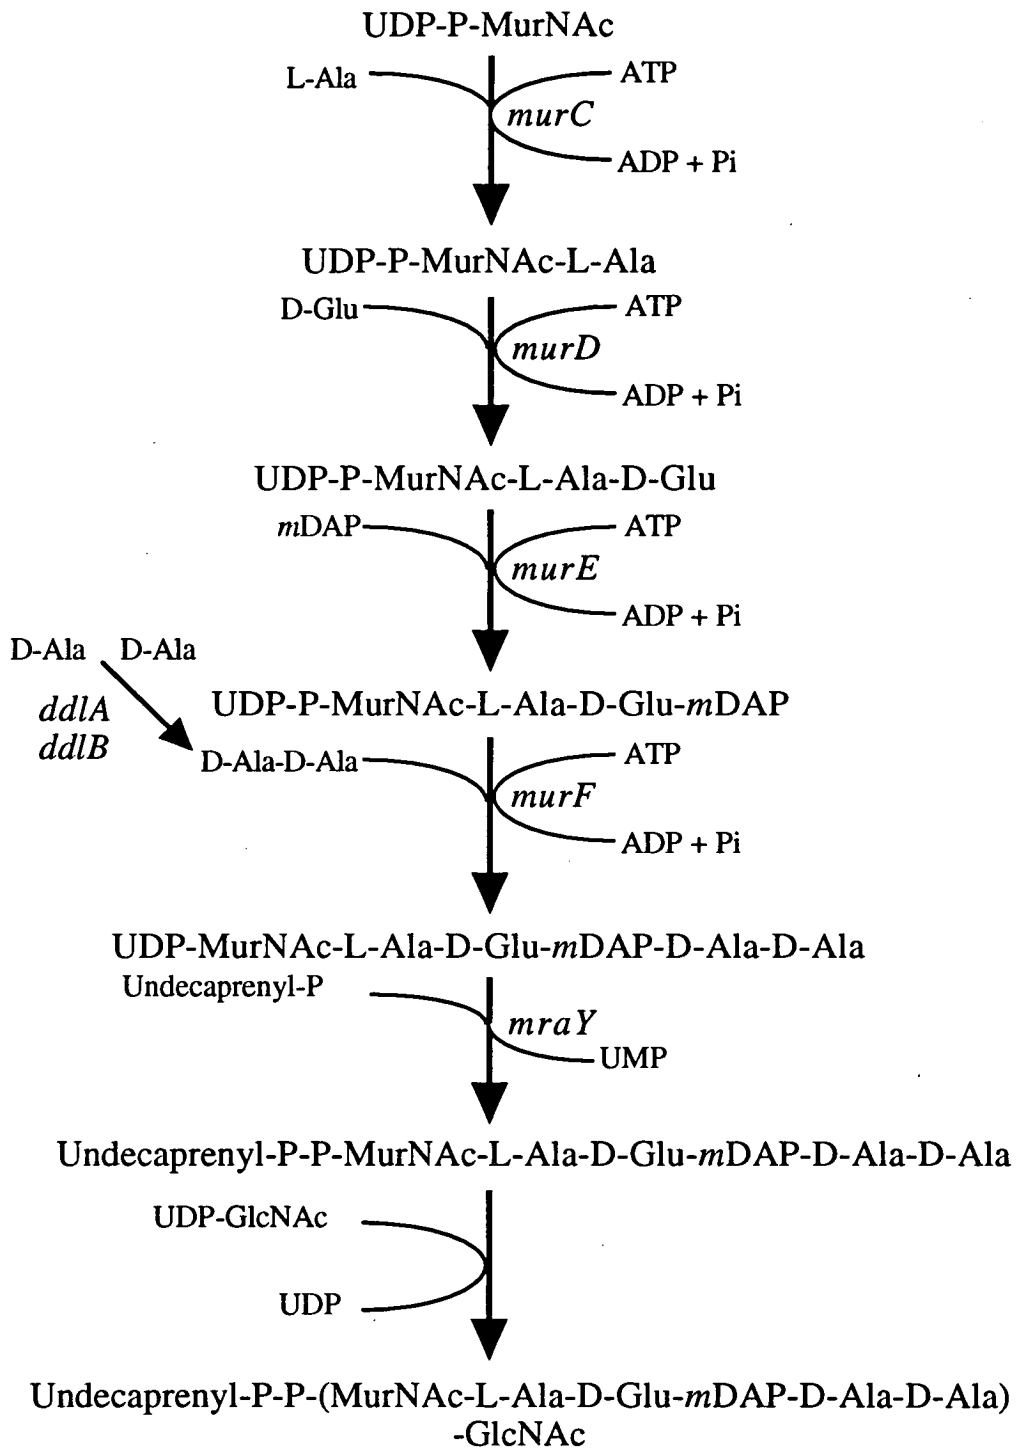 UDP-P-MurNAc
L-Ala
ATP
murC
ADP + Pi
UDP-P-MurNAc-L-Ala
D-Glu
ATP
murD
ADP + Pi
UDP-P-MurNAc-L-Ala-D-Glu
mDAP
ATP
murE
ADP + Pi
D-Ala D-Ala
ddlA
ddlB
UDP-P-MurNAc-L-Ala-D-Glu-mDAP
D-Ala-D-Ala
ATP
murF
ADP + Pi
UDP-MurNAc-L-Ala-D-Glu-mDAP-D-Ala-D-Ala
Undecaprenyl-P
mraY
UMP
Undecaprenyl-P-P-MurNAc-L-Ala-D-Glu-mDAP-D-Ala-D-Ala
UDP-GlcNAc
UDP
Undecaprenyl-P-P-(MurNAc-L-Ala-D-Glu-mDAP-D-Ala-D-Ala)
-GlcNAc